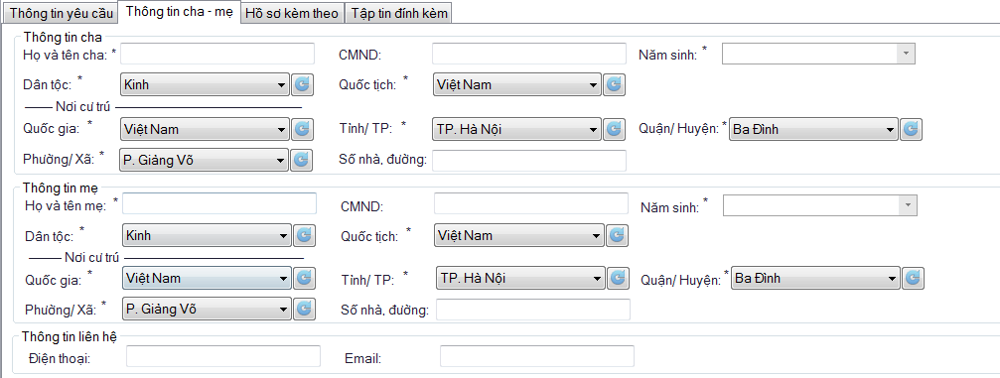 Thông tin yêu cầu Thông tin cha - mẹ Hồ sơ kèm theo Tập tin đính kèm
Thông tin cha
Họ và tên cha: * CMND: Năm sinh: *
Dân tộc: * Kinh Quốc tịch: * Việt Nam
Nơi cư trú
Quốc gia: * Việt Nam Tỉnh/ TP: * TP. Hà Nội Quận/ Huyện: * Ba Đình
Phường/ Xã: * P. Giảng Võ Số nhà, đường:
Thông tin mẹ
Họ và tên mẹ: * CMND: Năm sinh: *
Dân tộc: * Kinh Quốc tịch: * Việt Nam
Nơi cư trú
Quốc gia: * Việt Nam Tỉnh/ TP: * TP. Hà Nội Quận/ Huyện: * Ba Đình
Phường/ Xã: * P. Giảng Võ Số nhà, đường:
Thông tin liên hệ
Điện thoại: Email: